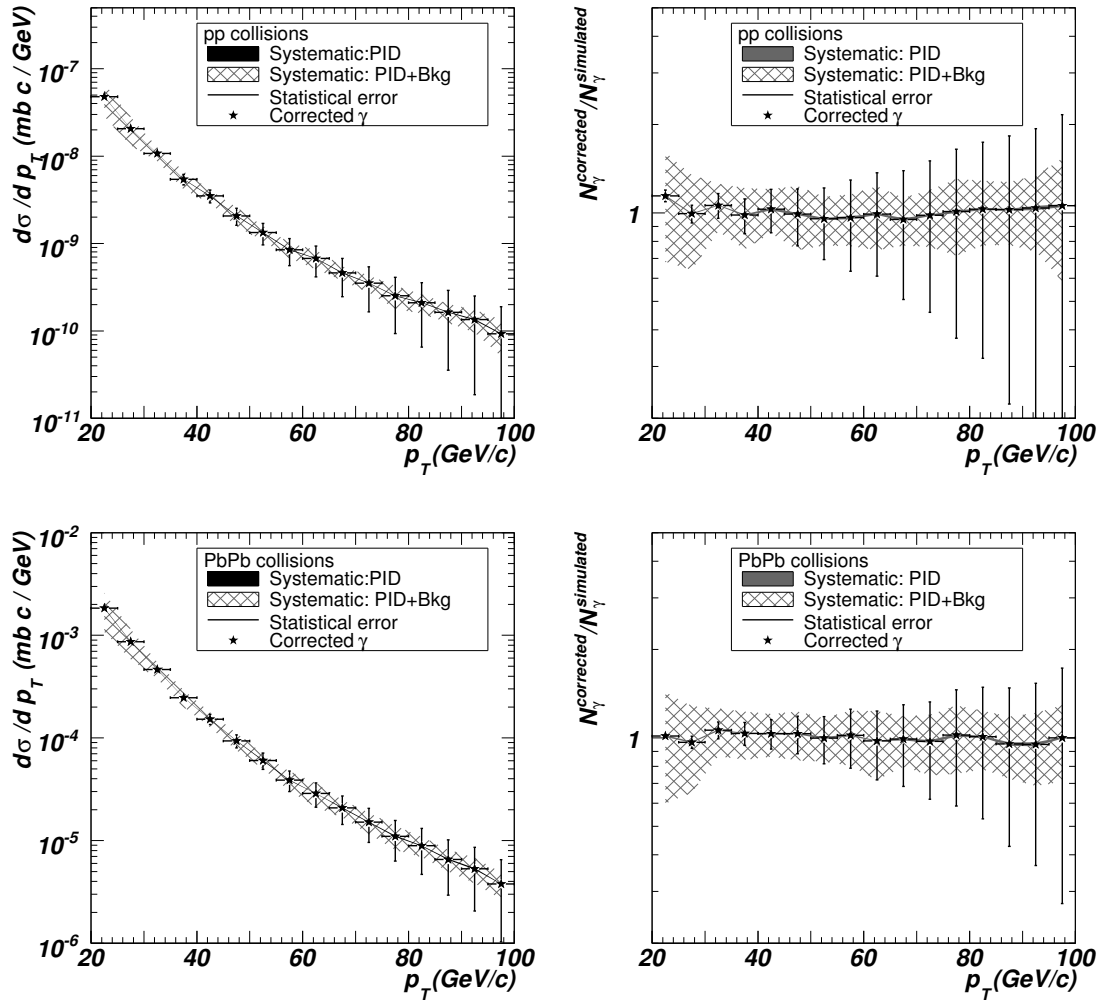 dσ/dp_T (mb c / GeV)
10^-7
10^-8
10^-9
10^-10
10^-11
pp collisions
Systematic:PID
Systematic: PID+Bkg
Statistical error
Corrected γ
20 40 60 80 100
p_T (GeV/c)
N_γ^corrected/N_γ^simulated
1
pp collisions
Systematic: PID
Systematic: PID+Bkg
Statistical error
Corrected γ
20 40 60 80 100
p_T (GeV/c)
dσ/dp_T (mb c / GeV)
10^-2
10^-3
10^-4
10^-5
10^-6
PbPb collisions
Systematic:PID
Systematic: PID+Bkg
Statistical error
Corrected γ
20 40 60 80 100
p_T (GeV/c)
N_γ^corrected/N_γ^simulated
1
PbPb collisions
Systematic: PID
Systematic: PID+Bkg
Statistical error
Corrected γ
20 40 60 80 100
p_T (GeV/c)